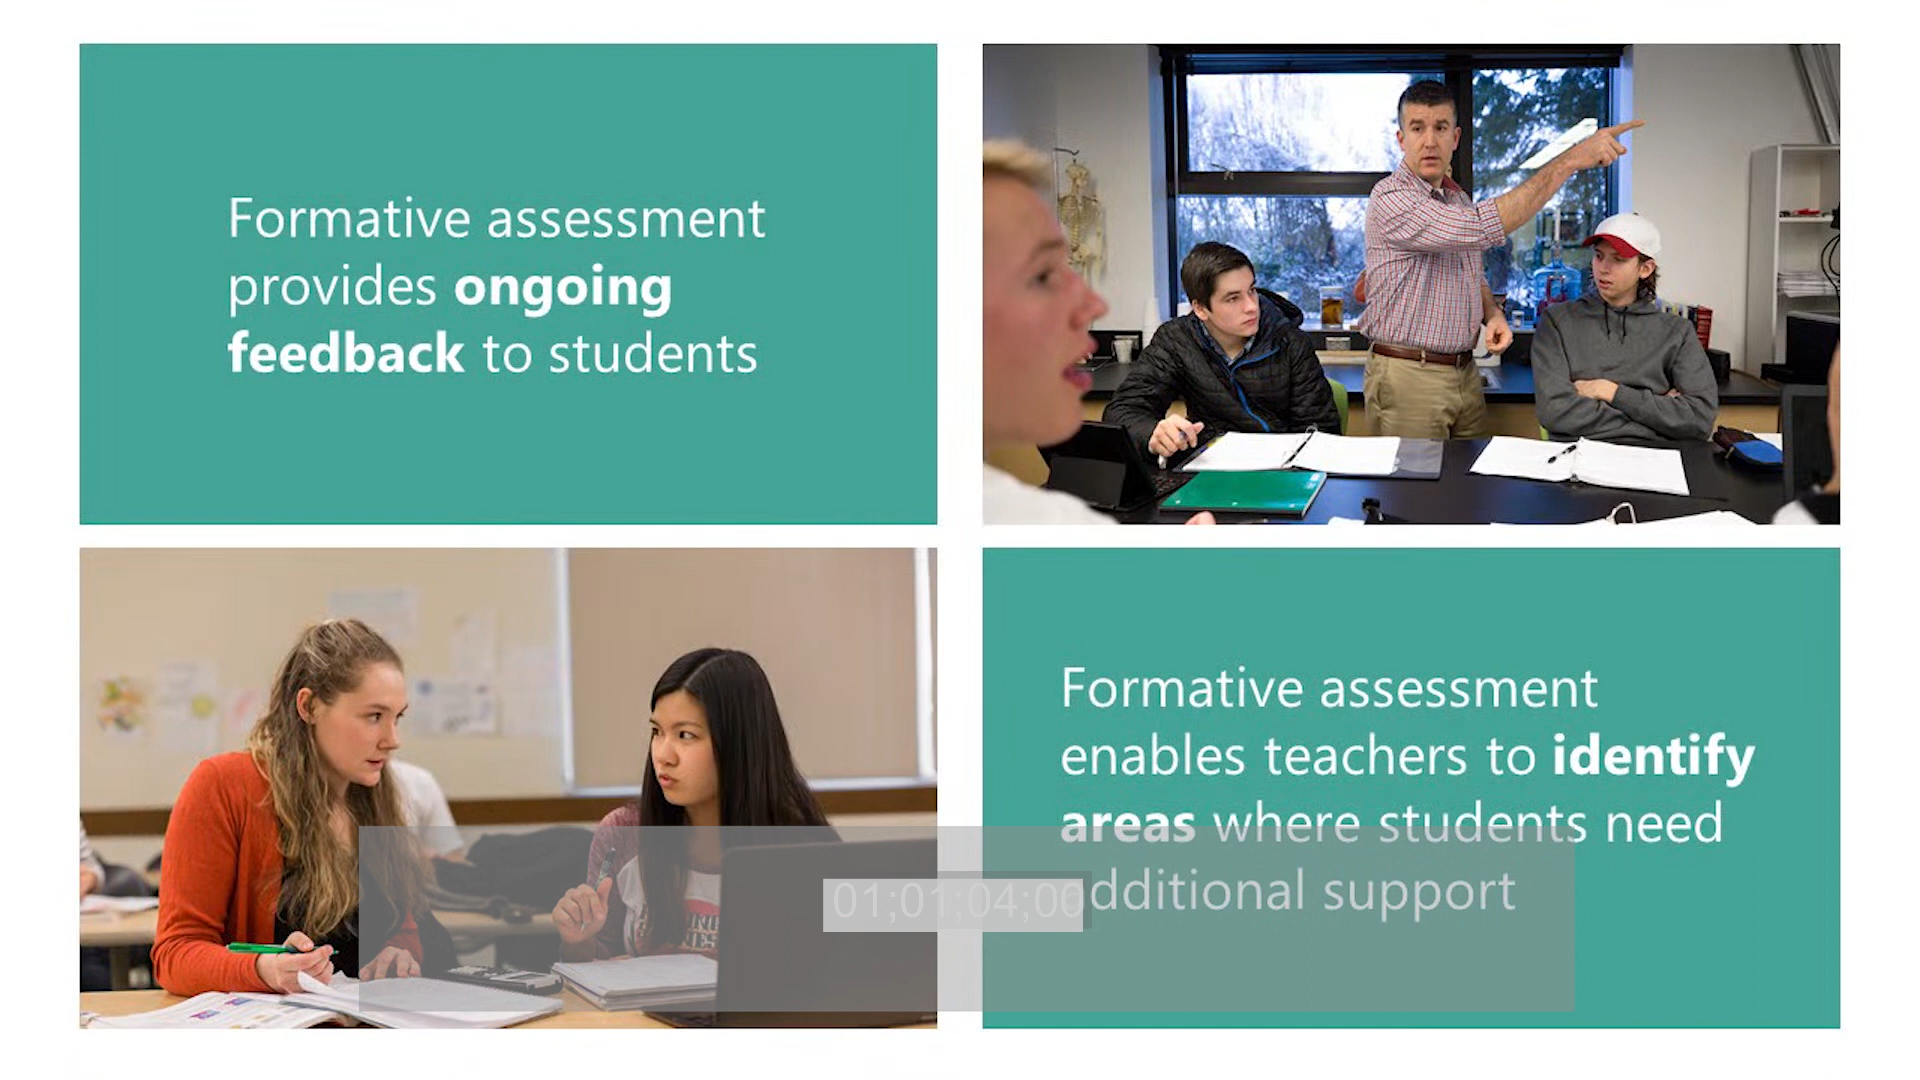 Formative assessment
provides ongoing
feedback to students
Formative assessment
enables teachers to identify
areas where students need
additional support
01;01;04;06